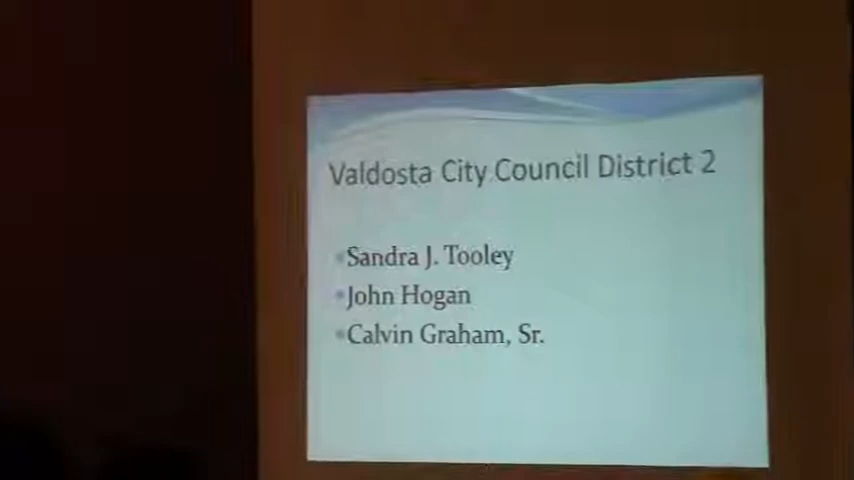 Valdosta City Council District 2
•Sandra J. Tooley
•John Hogan
•Calvin Graham, Sr.